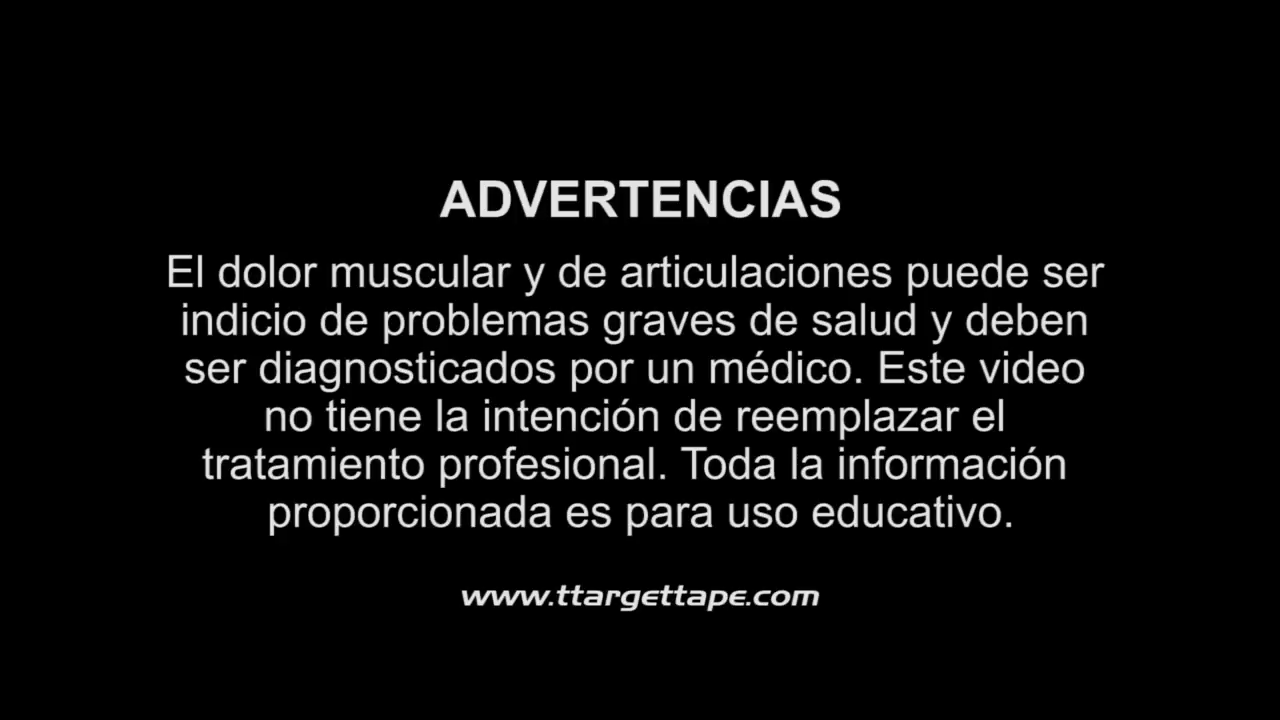 ADVERTENCIAS
El dolor muscular y de articulaciones puede ser
indicio de problemas graves de salud y deben
ser diagnosticados por un médico. Este video
no tiene la intención de reemplazar el
tratamiento profesional. Toda la información
proporcionada es para uso educativo.
www.ttargettape.com